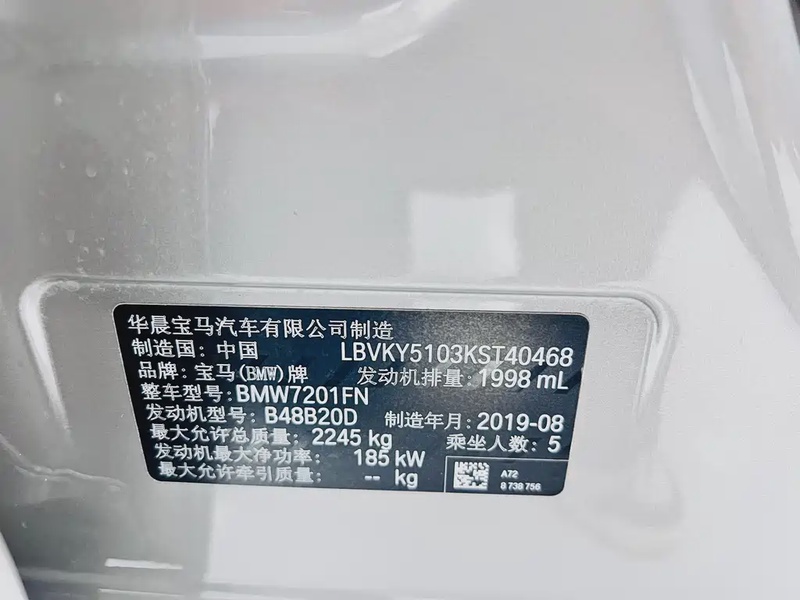 华晨宝马汽车有限公司制造
制造国: 中国 LBVKY5103KST40468
品牌: 宝马(BMW)牌 发动机排量: 1998 mL
整车型号: BMW7201FN
发动机型号: B48B20D 制造年月: 2019-08
最大允许总质量: 2245 kg 乘坐人数: 5
发动机最大净功率: 185 kW
最大允许牵引质量: -- kg
A72
8 738 756